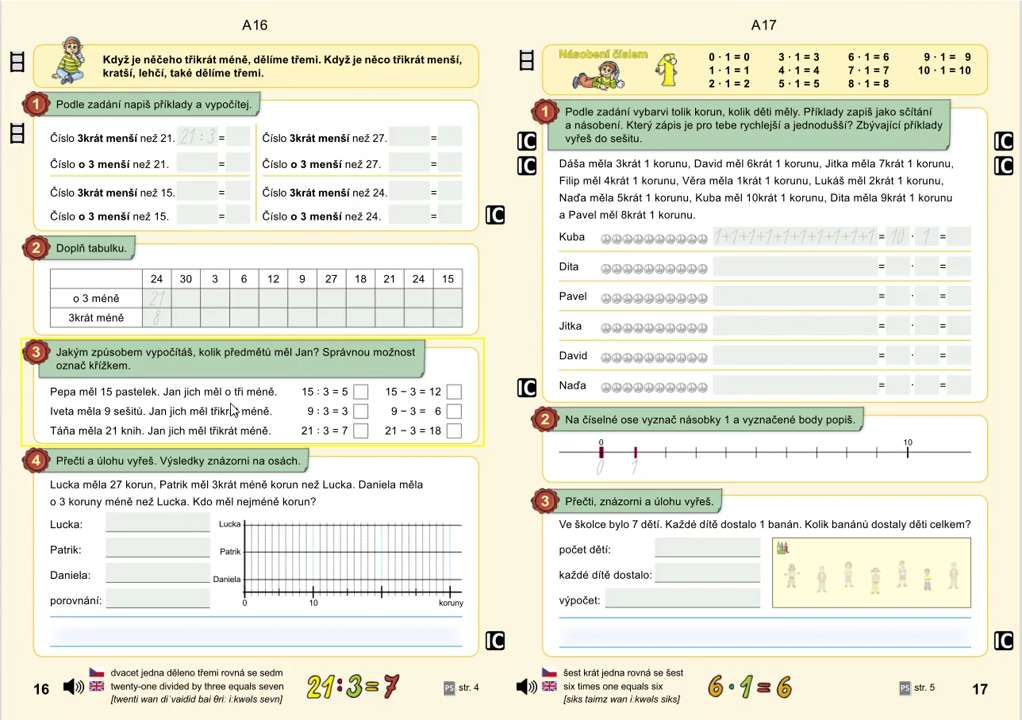 A16
Když je něčeho třikrát méně, dělíme třemi. Když je něco třikrát menší,
kratší, lehčí, také dělíme třemi.
1 Podle zadání napiš příklady a vypočítej.
Číslo 3krát menší než 21. 21 : 3 =
Číslo 3krát menší než 27. =
Číslo o 3 menší než 21. =
Číslo o 3 menší než 27. =
Číslo 3krát menší než 15. =
Číslo 3krát menší než 24. =
Číslo o 3 menší než 15. =
Číslo o 3 menší než 24. =
IC
2 Doplň tabulku.
24 30 3 6 12 9 27 18 21 24 15
o 3 méně 21
3krát méně 8
3 Jakým způsobem vypočítáš, kolik předmětů měl Jan? Správnou možnost
označ křížkem.
Pepa měl 15 pastelek. Jan jich měl o tři méně. 15 : 3 = 5 15 − 3 = 12
Iveta měla 9 sešitů. Jan jich měl třikrát méně. 9 : 3 = 3 9 − 3 = 6
Táňa měla 21 knih. Jan jich měl třikrát méně. 21 : 3 = 7 21 − 3 = 18
4 Přečti a úlohu vyřeš. Výsledky znázorni na osách.
Lucka měla 27 korun, Patrik měl 3krát méně korun než Lucka. Daniela měla
o 3 koruny méně než Lucka. Kdo měl nejméně korun?
Lucka:
Patrik:
Daniela:
porovnání:
Lucka
Patrik
Daniela
0 10 koruny
IC
16
dvacet jedna děleno třemi rovná se sedm
twenty-one divided by three equals seven
[twenti wan di`vaidid bai θri: i:kwəls sevn]
21:3=7
PS str. 4
A17
Násobení číslem 1
0 · 1 = 0 3 · 1 = 3 6 · 1 = 6 9 · 1 = 9
1 · 1 = 1 4 · 1 = 4 7 · 1 = 7 10 · 1 = 10
2 · 1 = 2 5 · 1 = 5 8 · 1 = 8
1 Podle zadání vybarvi tolik korun, kolik děti měly. Příklady zapiš jako sčítání
a násobení. Který zápis je pro tebe rychlejší a jednodušší? Zbývající příklady
vyřeš do sešitu.
IC IC
IC IC
Dáša měla 3krát 1 korunu, David měl 6krát 1 korunu, Jitka měla 7krát 1 korunu,
Filip měl 4krát 1 korunu, Věra měla 1krát 1 korunu, Lukáš měl 2krát 1 korunu,
Naďa měla 5krát 1 korunu, Kuba měl 10krát 1 korunu, Dita měla 9krát 1 korunu
a Pavel měl 8krát 1 korunu.
Kuba 1+1+1+1+1+1+1+1+1+1 = 10 · 1 =
Dita = · =
Pavel = · =
Jitka = · =
David = · =
Naďa = · =
IC
2 Na číselné ose vyznač násobky 1 a vyznačené body popiš.
0 10
0 1
3 Přečti, znázorni a úlohu vyřeš.
Ve školce bylo 7 dětí. Každé dítě dostalo 1 banán. Kolik banánů dostaly děti celkem?
počet dětí:
každé dítě dostalo:
výpočet:
IC
šest krát jedna rovná se šest
six times one equals six
[siks taimz wan i:kwəls siks]
6·1=6
PS str. 5
17